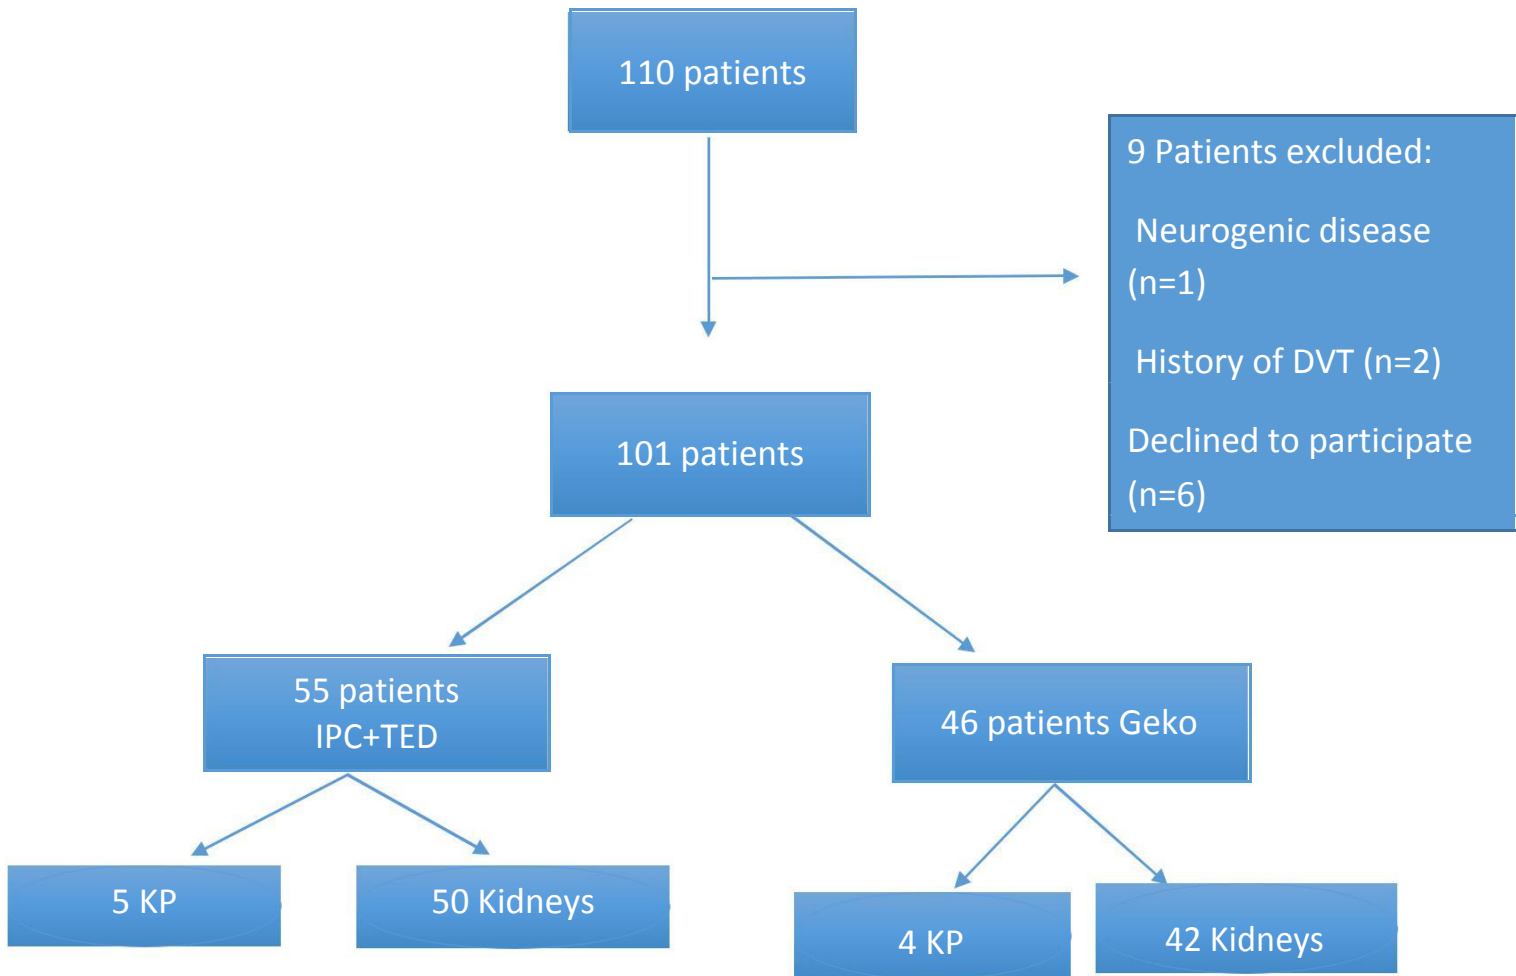 110 patients
9 Patients excluded:
Neurogenic disease
(n=1)
History of DVT (n=2)
Declined to participate
(n=6)
101 patients
55 patients
IPC+TED
46 patients Geko
5 KP
50 Kidneys
4 KP
42 Kidneys